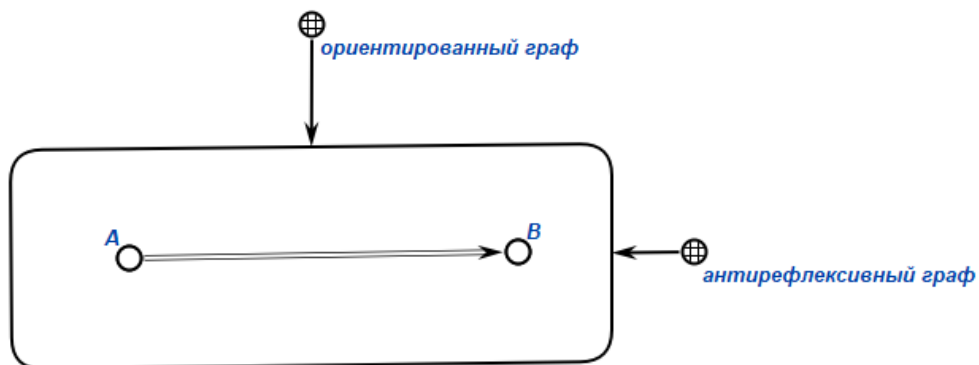 ориентированный граф
A
B
антирефлексивный граф